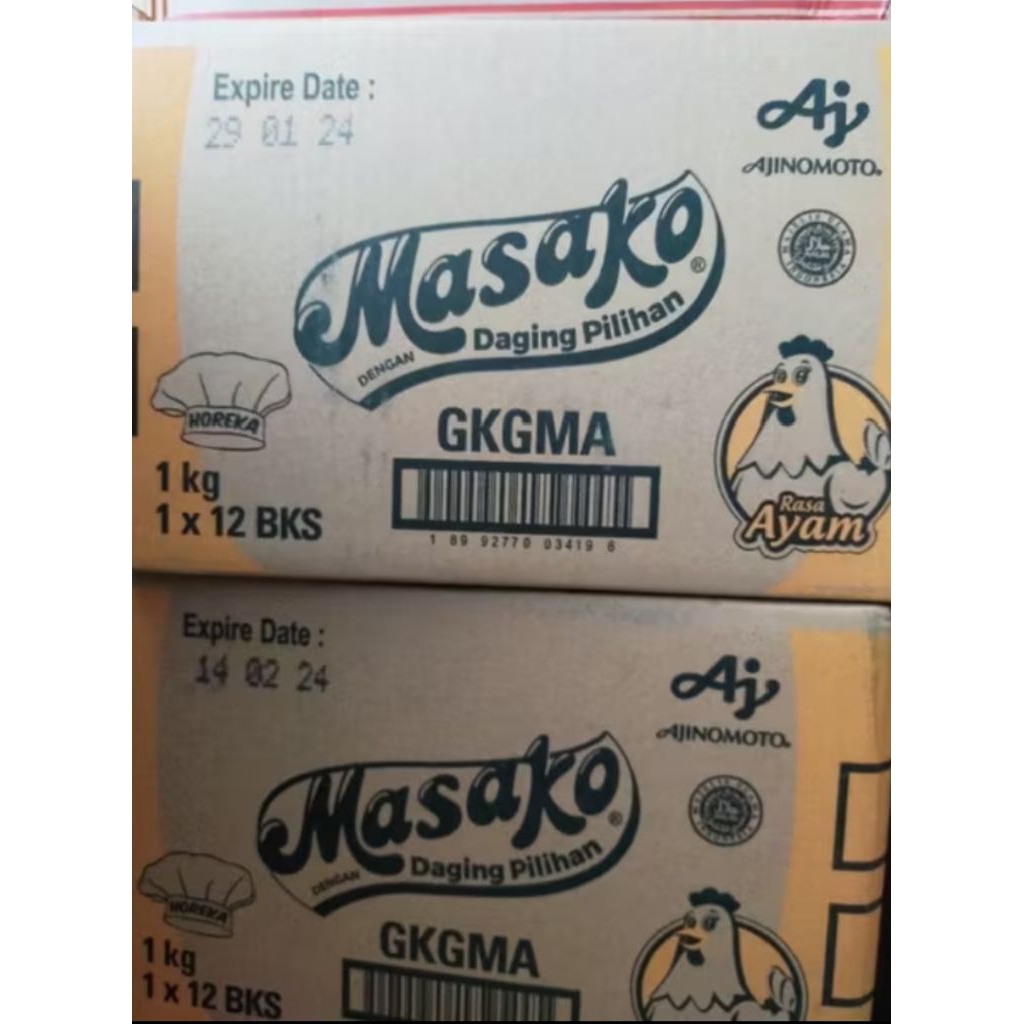 Expire Date :
29 01 24
Aj
AJINOMOTO®
Masako®
DENGAN Daging Pilihan
HOREKA
GKGMA
1 kg
1 x 12 BKS
1 89 92770 03419 6
Rasa
Ayam
Expire Date :
14 02 24
Aj
AJINOMOTO®
Masako®
DENGAN Daging Pilihan
HOREKA
GKGMA
1 kg
1 x 12 BKS